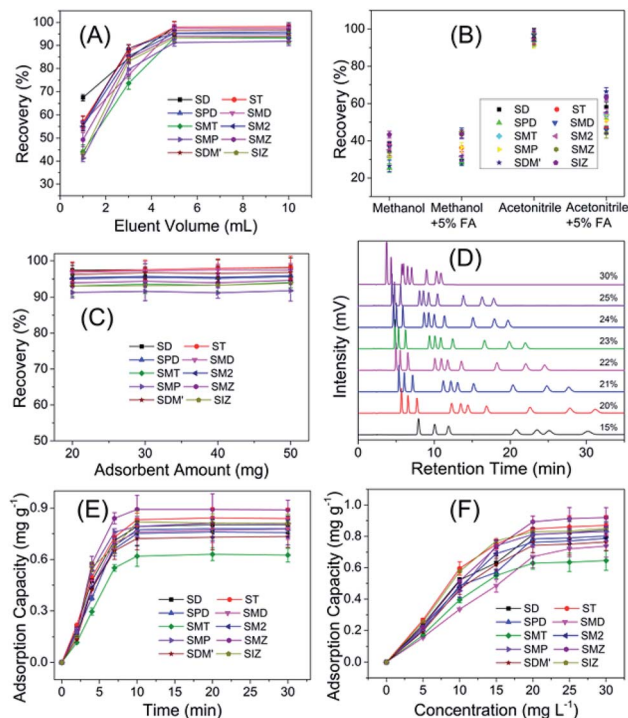 (A)
Recovery (%)
100
90
80
70
60
50
40
30
SD ST
SPD SMD
SMT SM2
SMP SMZ
SDM' SIZ
0 2 4 6 8 10
Eluent Volume (mL)
(B)
Recovery (%)
100
80
60
40
20
SD ST
SPD SMD
SMT SM2
SMP SMZ
SDM' SIZ
Methanol Methanol Acetonitrile Acetonitrile
+5% FA +5% FA
(C)
Recovery (%)
100
95
90
85
80
75
70
65
60
55
50
SD ST
SPD SMD
SMT SM2
SMP SMZ
SDM' SIZ
20 30 40 50
Adsorbent Amount (mg)
(D)
Intensity (mV)
30%
25%
24%
23%
22%
21%
20%
15%
0 10 20 30
Retention Time (min)
(E)
Adsorption Capacity (mg g-1)
0.9
0.6
0.3
0.0
SD ST
SPD SMD
SMT SM2
SMP SMZ
SDM' SIZ
0 5 10 15 20 25 30
Time (min)
(F)
Adsorption Capacity (mg g-1)
1.0
0.8
0.6
0.4
0.2
0.0
SD ST
SPD SMD
SMT SM2
SMP SMZ
SDM' SIZ
0 5 10 15 20 25 30
Concentration (mg L-1)